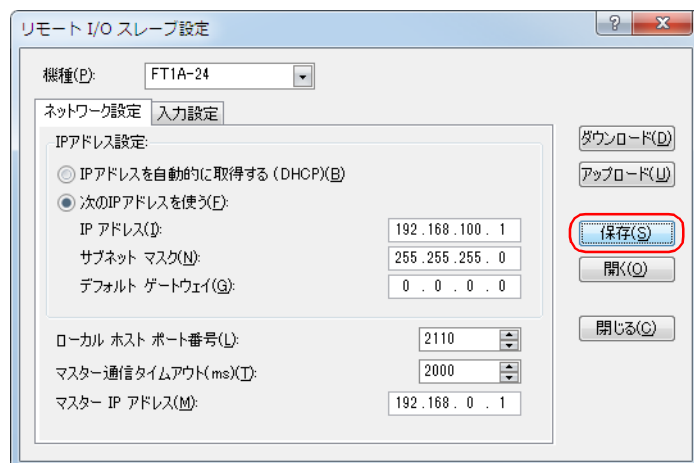 リモート I/O スレーブ設定
機種(P): FT1A-24
ネットワーク設定 入力設定
IPアドレス設定:
IPアドレスを自動的に取得する(DHCP)(B)
次のIPアドレスを使う(F):
IP アドレス(I): 192.168.100.1
サブネット マスク(N): 255.255.255.0
デフォルト ゲートウェイ(G): 0.0.0.0
ローカル ホスト ポート番号(L): 2110
マスター通信タイムアウト(ms)(T): 2000
マスター IP アドレス(M): 192.168.0.1
ダウンロード(D)
アップロード(U)
保存(S)
開く(O)
閉じる(C)